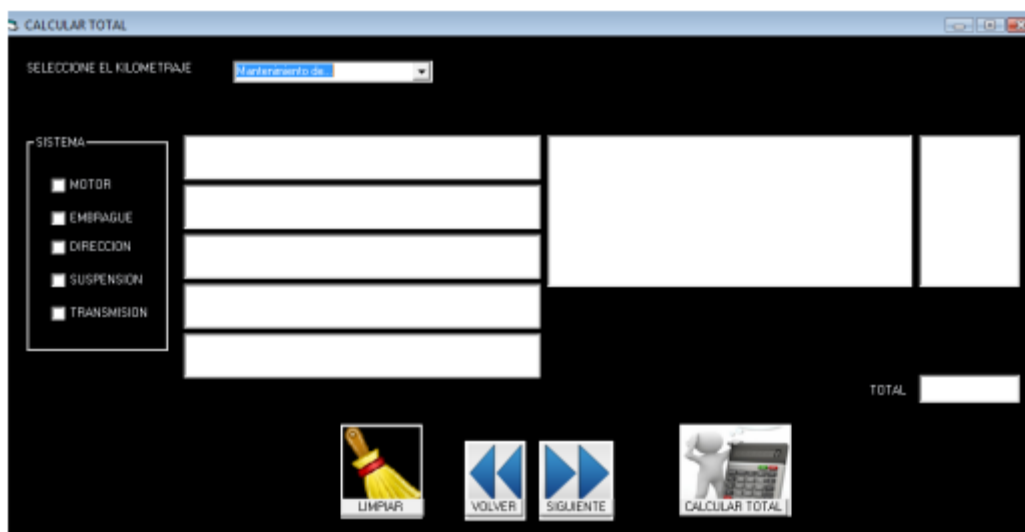 CALCULAR TOTAL
SELECCIONE EL KILOMETRAJE
Mantenimiento de...
SISTEMA
MOTOR
EMBRAGUE
DIRECCION
SUSPENSION
TRANSMISION
TOTAL
LIMPIAR
VOLVER
SIGUIENTE
CALCULAR TOTAL